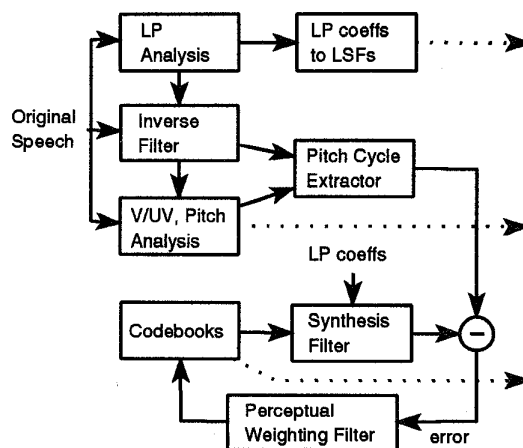 LP
Analysis
LP coeffs
to LSFs
Original
Speech
Inverse
Filter
Pitch Cycle
Extractor
V/UV, Pitch
Analysis
LP coeffs
Codebooks
Synthesis
Filter
−
Perceptual
Weighting Filter
error